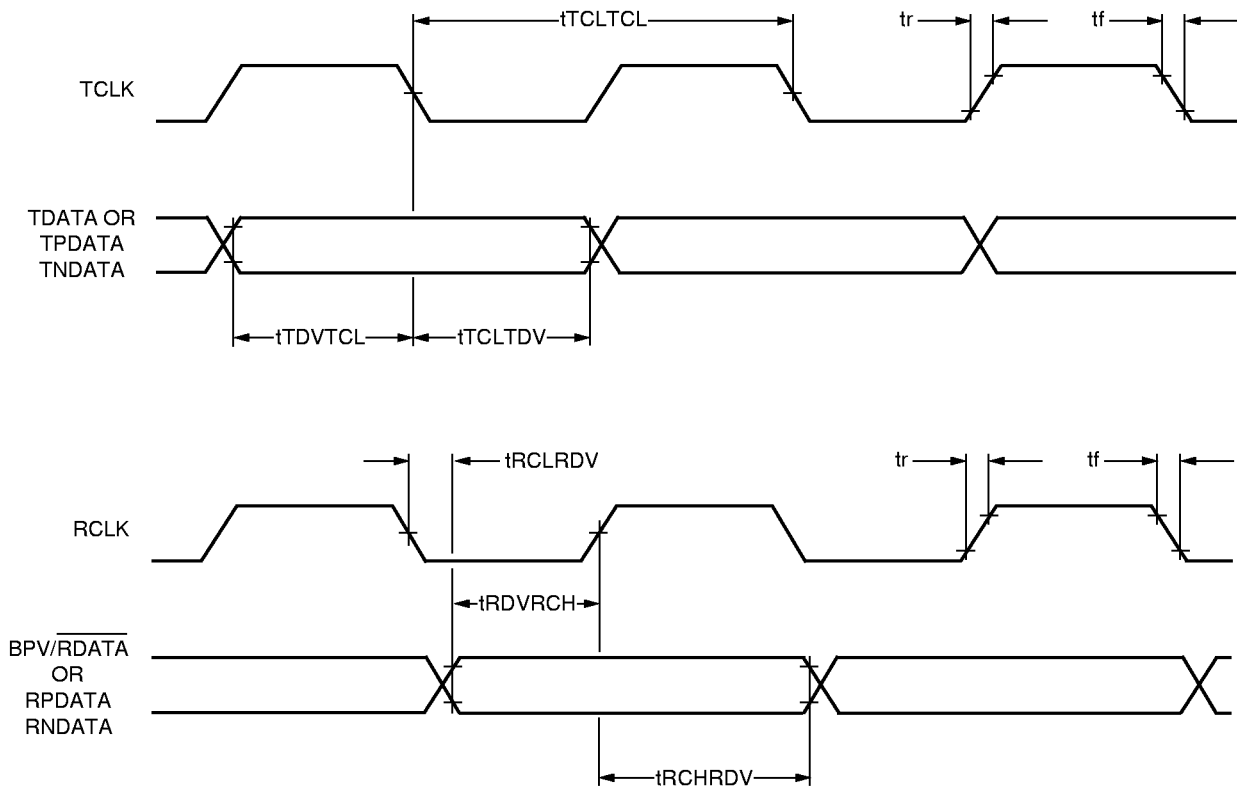 tTCLTCL
tr
tf
TCLK
TDATA OR
TPDATA
TNDATA
tTDVTCL
tTCLTDV
tRCLRDV
tr
tf
RCLK
tRDVRCH
BPV/RDATA
OR
RPDATA
RNDATA
tRCHRDV